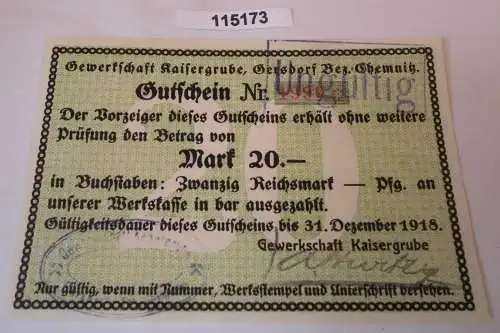 115173
Gewerkschaft Kaisergrube, Gersdorf Bez. Chemnitz.
Gutschein Nr.
Ungültig
Der Vorzeiger dieses Gutscheins erhält ohne weitere
Prüfung den Betrag von
Mark 20.—
in Buchstaben: Zwanzig Reichsmark — Pfg. an
unserer Werkskasse in bar ausgezahlt.
Gültigkeitsdauer dieses Gutscheins bis 31. Dezember 1918.
Gewerkschaft Kaisergrube
Nur gültig, wenn mit Nummer, Werksstempel und Unterschrift versehen.